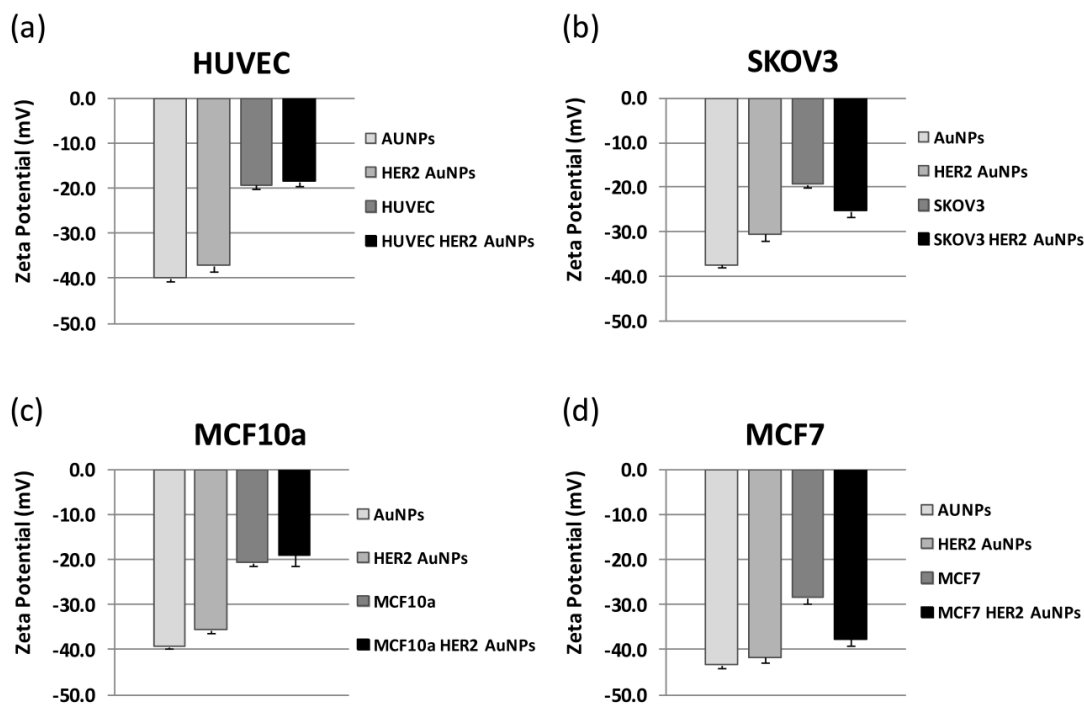 (a)
HUVEC
Zeta Potential (mV)
0.0
-10.0
-20.0
-30.0
-40.0
-50.0
AUNPs
HER2 AuNPs
HUVEC
HUVEC HER2 AuNPs
(b)
SKOV3
Zeta Potential (mV)
0.0
-10.0
-20.0
-30.0
-40.0
-50.0
AuNPs
HER2 AuNPs
SKOV3
SKOV3 HER2 AuNPs
(c)
MCF10a
Zeta Potential (mV)
0.0
-10.0
-20.0
-30.0
-40.0
-50.0
AuNPs
HER2 AuNPs
MCF10a
MCF10a HER2 AuNPs
(d)
MCF7
Zeta Potential (mV)
0.0
-10.0
-20.0
-30.0
-40.0
-50.0
AUNPs
HER2 AuNPs
MCF7
MCF7 HER2 AuNPs